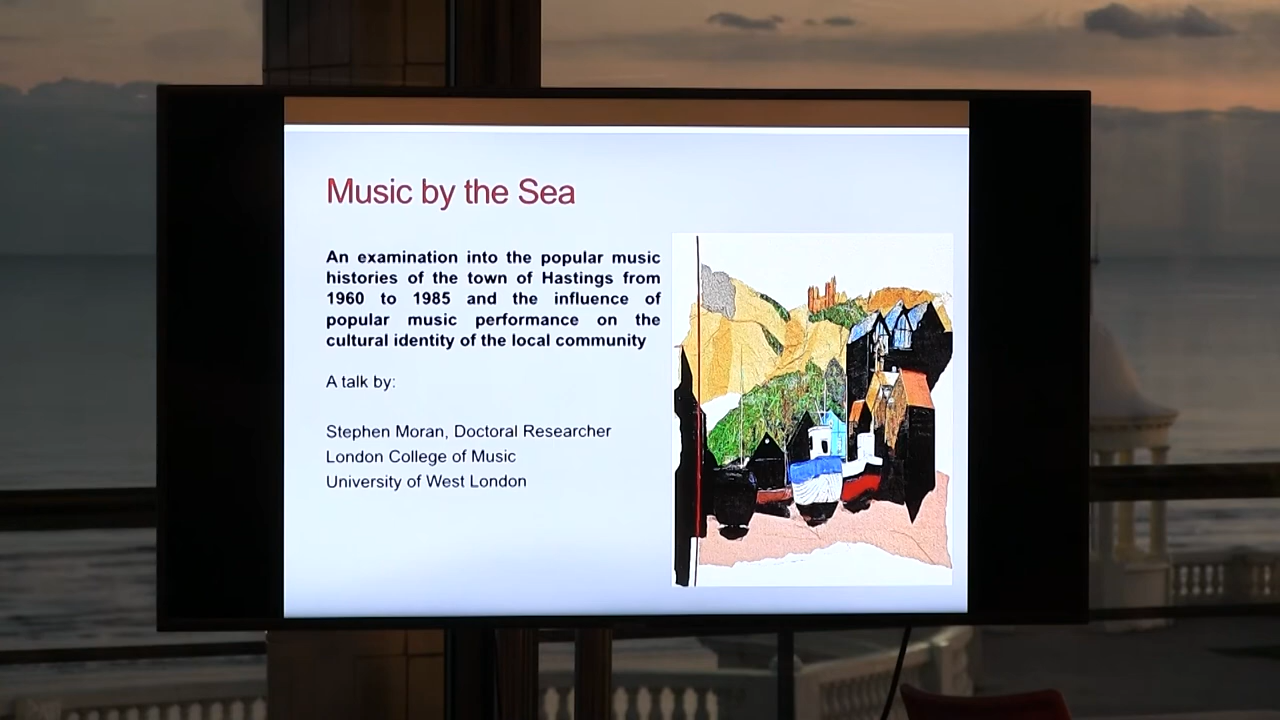 Music by the Sea
An examination into the popular music
histories of the town of Hastings from
1960 to 1985 and the influence of
popular music performance on the
cultural identity of the local community
A talk by:
Stephen Moran, Doctoral Researcher
London College of Music
University of West London